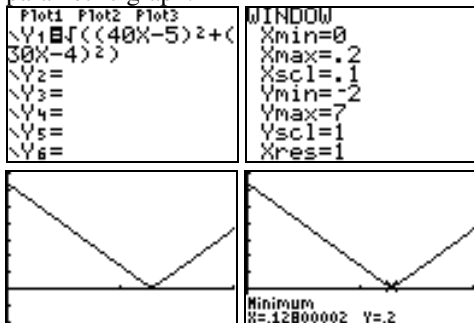 Plot1 Plot2 Plot3
\Y₁=√((40X-5)²+(
30X-4)²)
\Y₂=
\Y₃=
\Y₄=
\Y₅=
\Y₆=
WINDOW
Xmin=0
Xmax=.2
Xscl=.1
Ymin=-2
Ymax=7
Yscl=1
Xres=1
Minimum
X=.12800002 Y=.2